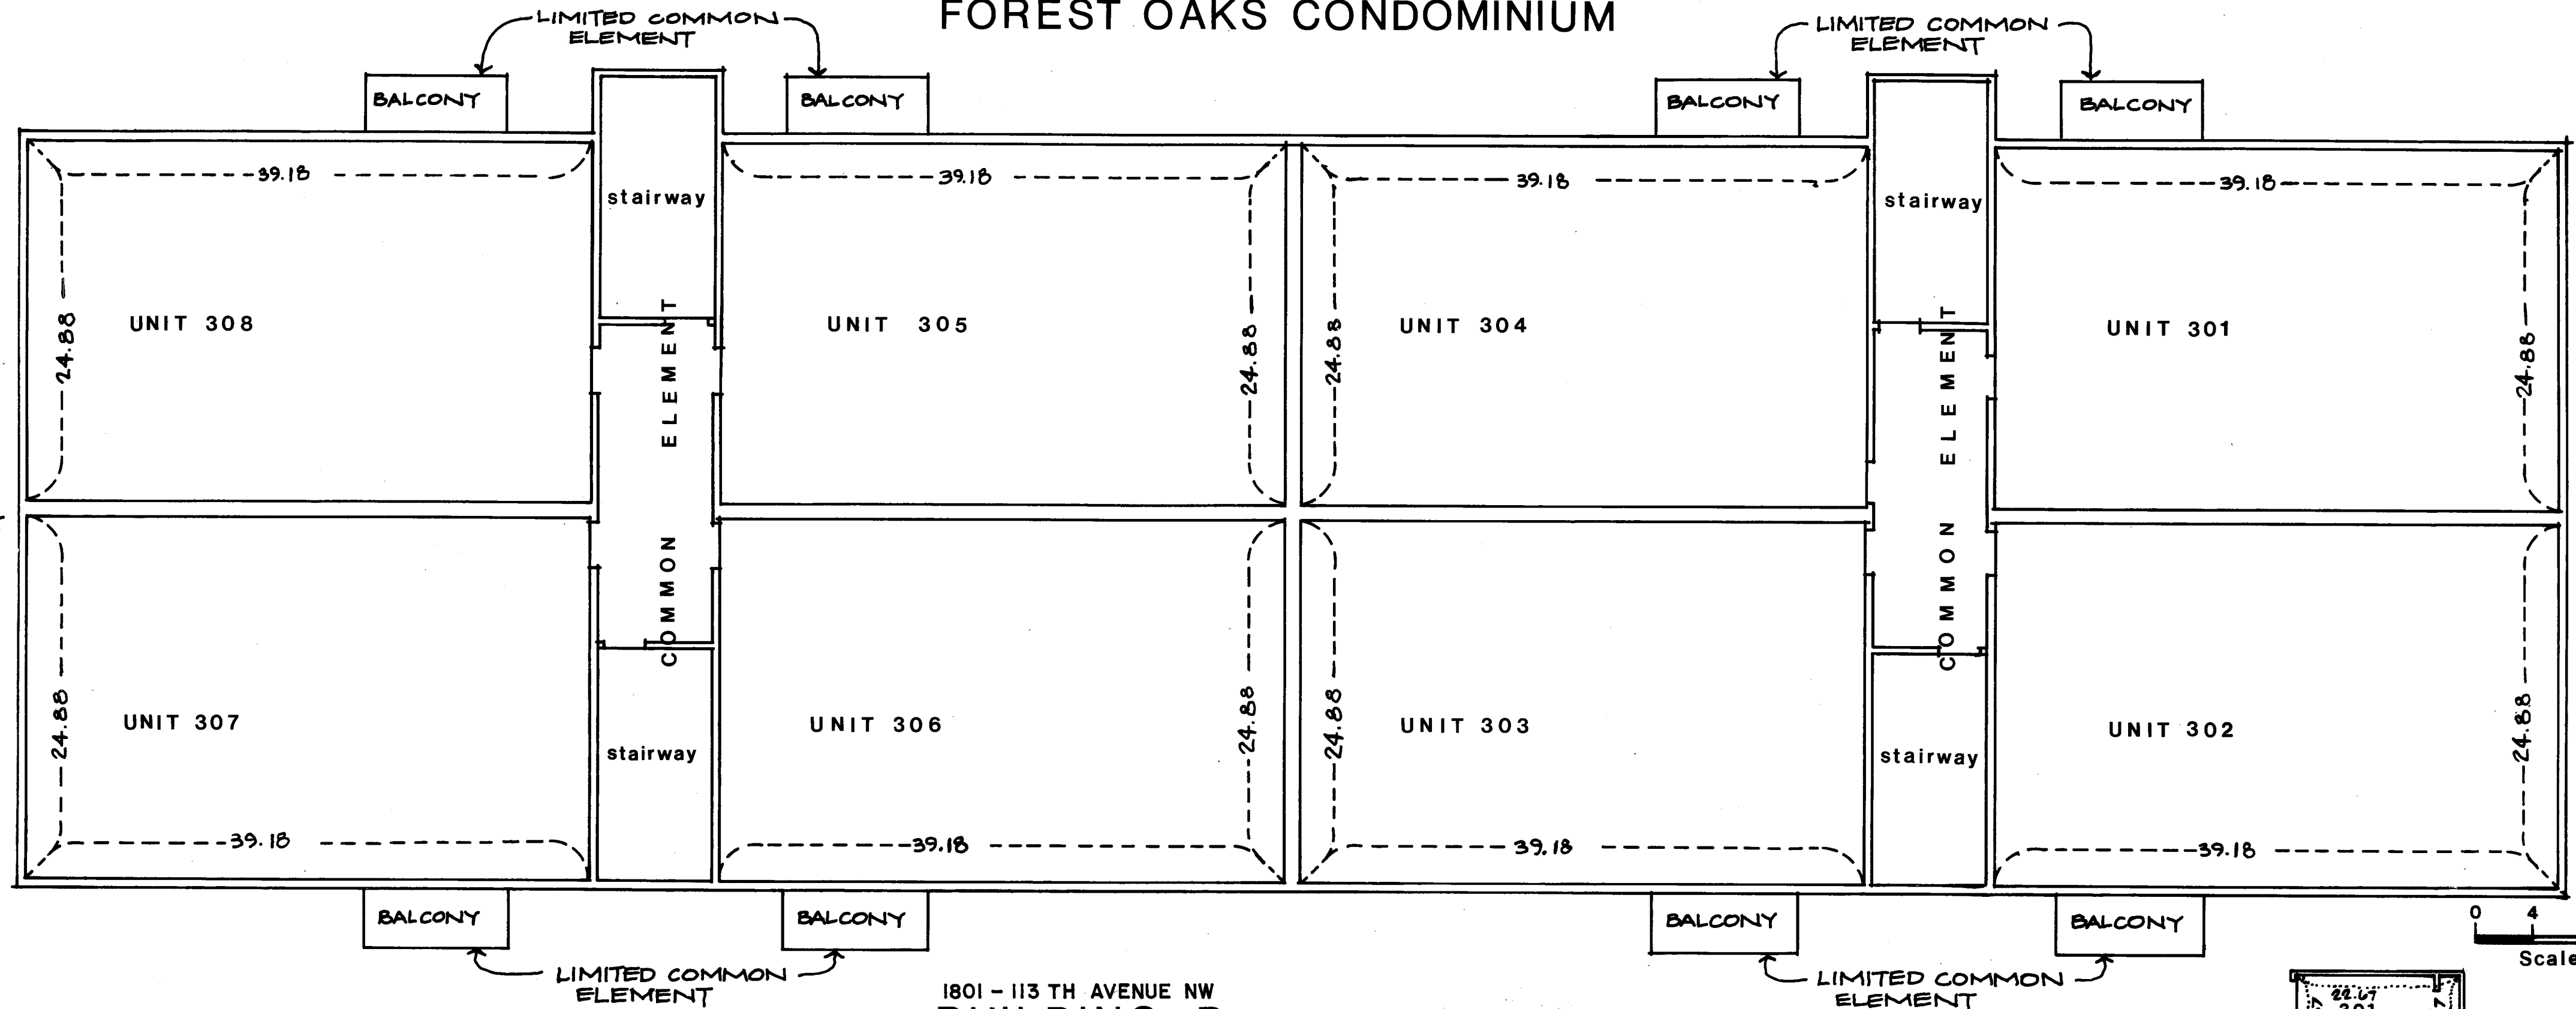 FOREST OAKS CONDOMINIUM
LIMITED COMMON
ELEMENT
LIMITED COMMON
ELEMENT
BALCONY
BALCONY
BALCONY
BALCONY
39.18
39.18
39.18
39.18
stairway
stairway
24.88
UNIT 308
UNIT 305
24.88
24.88
UNIT 304
UNIT 301
24.88
COMMON ELEMENT
COMMON ELEMENT
24.88
UNIT 307
UNIT 306
24.88
24.88
UNIT 303
UNIT 302
24.88
stairway
stairway
39.18
39.18
39.18
39.18
BALCONY
BALCONY
BALCONY
BALCONY
0 4
Scale
LIMITED COMMON
ELEMENT
LIMITED COMMON
ELEMENT
1801 - 113 TH AVENUE NW
22.67